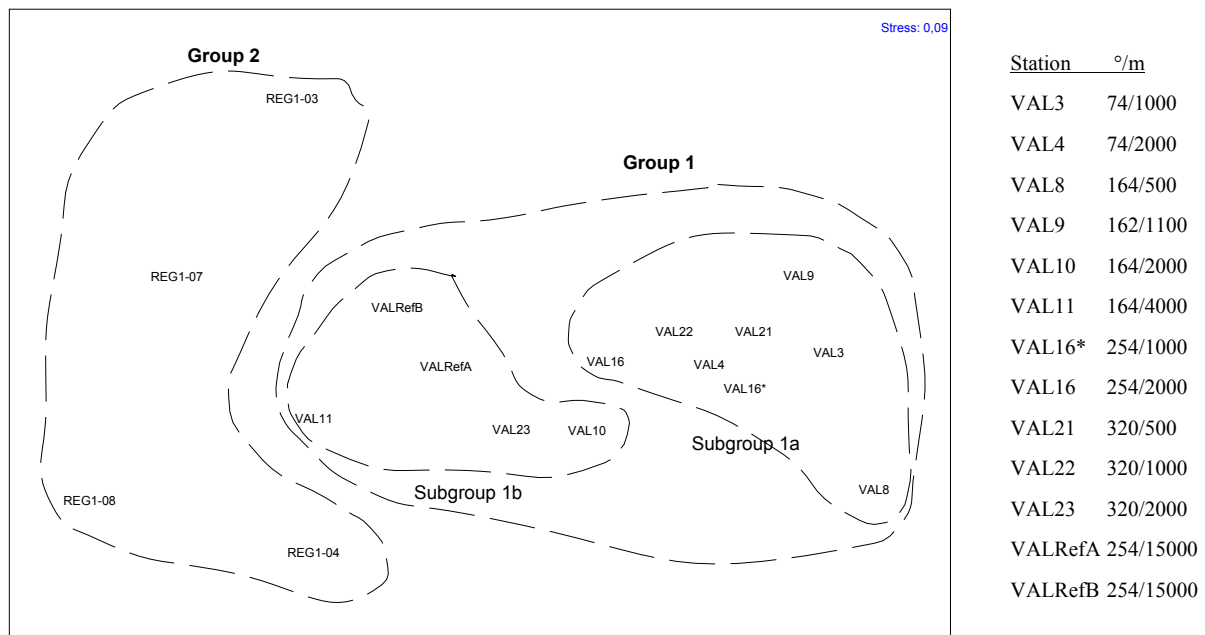 Stress: 0,09
Group 2
REG1-03
Group 1
REG1-07
VAL9
VALRefB
VAL22
VAL21
VAL16
VAL4
VAL3
VALRefA
VAL16*
VAL11
VAL23
VAL10
Subgroup 1a
Subgroup 1b
VAL8
REG1-08
REG1-04
Station °/m
VAL3 74/1000
VAL4 74/2000
VAL8 164/500
VAL9 162/1100
VAL10 164/2000
VAL11 164/4000
VAL16* 254/1000
VAL16 254/2000
VAL21 320/500
VAL22 320/1000
VAL23 320/2000
VALRefA 254/15000
VALRefB 254/15000